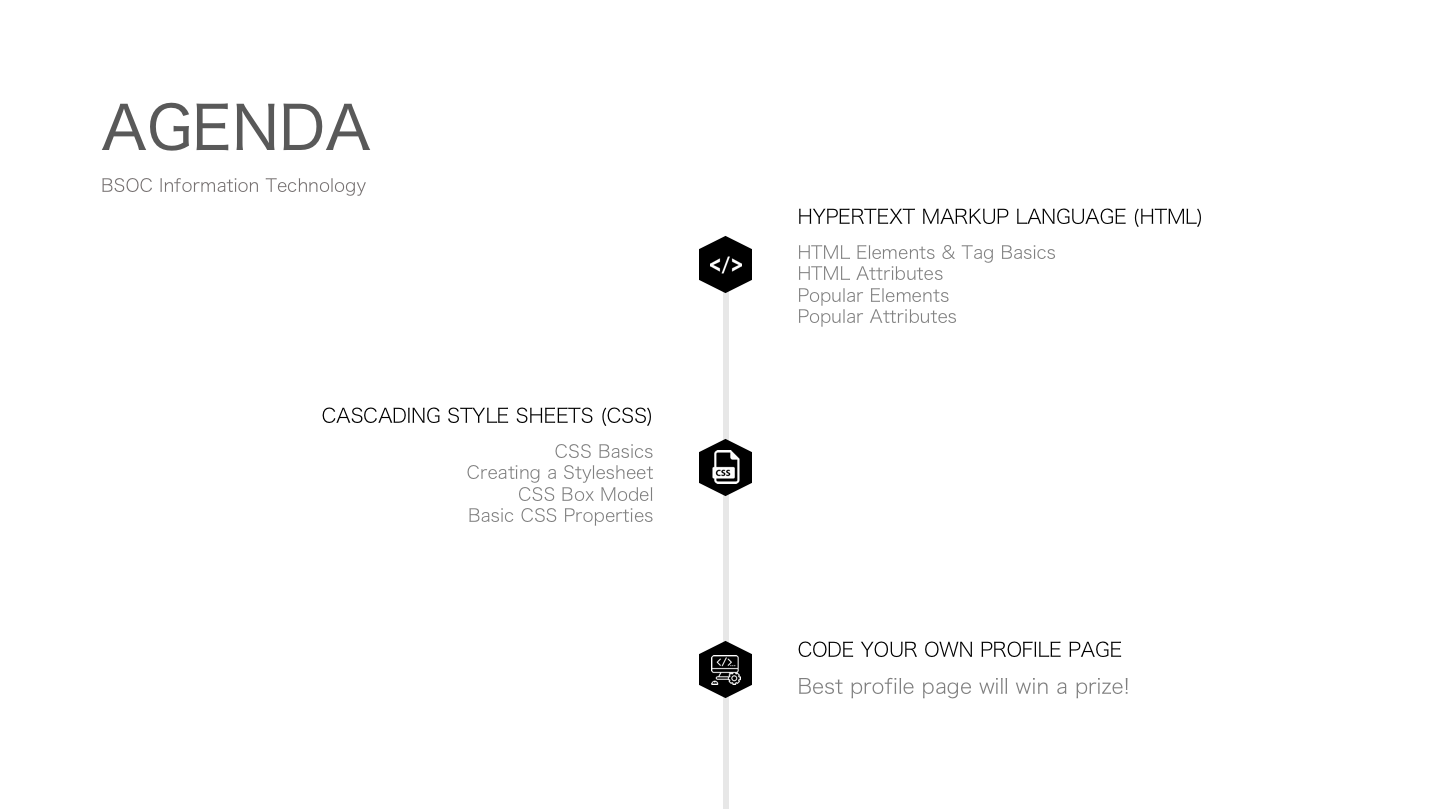 AGENDA
BSOC Information Technology
HYPERTEXT MARKUP LANGUAGE (HTML)
HTML Elements & Tag Basics
HTML Attributes
Popular Elements
Popular Attributes
</>
CASCADING STYLE SHEETS (CSS)
CSS Basics
Creating a Stylesheet
CSS Box Model
Basic CSS Properties
CSS
CODE YOUR OWN PROFILE PAGE
Best profile page will win a prize!
</>